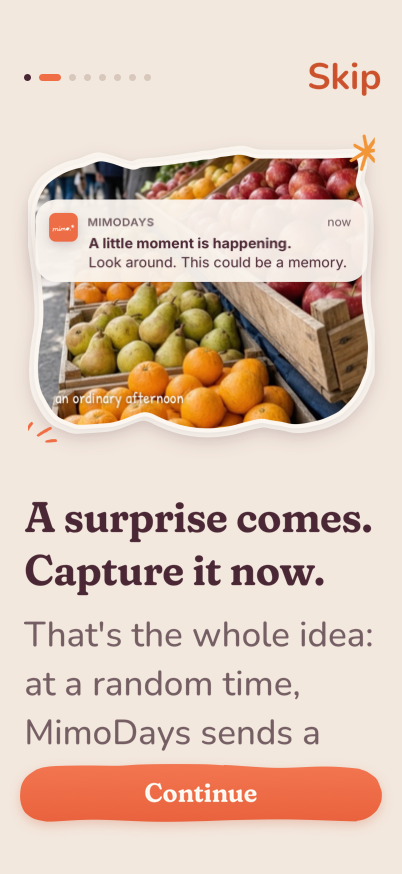 Skip
mimo
MIMODAYS
now
A little moment is happening.
Look around. This could be a memory.
an ordinary afternoon
A surprise comes.
Capture it now.
That's the whole idea:
at a random time,
MimoDays sends a
Continue